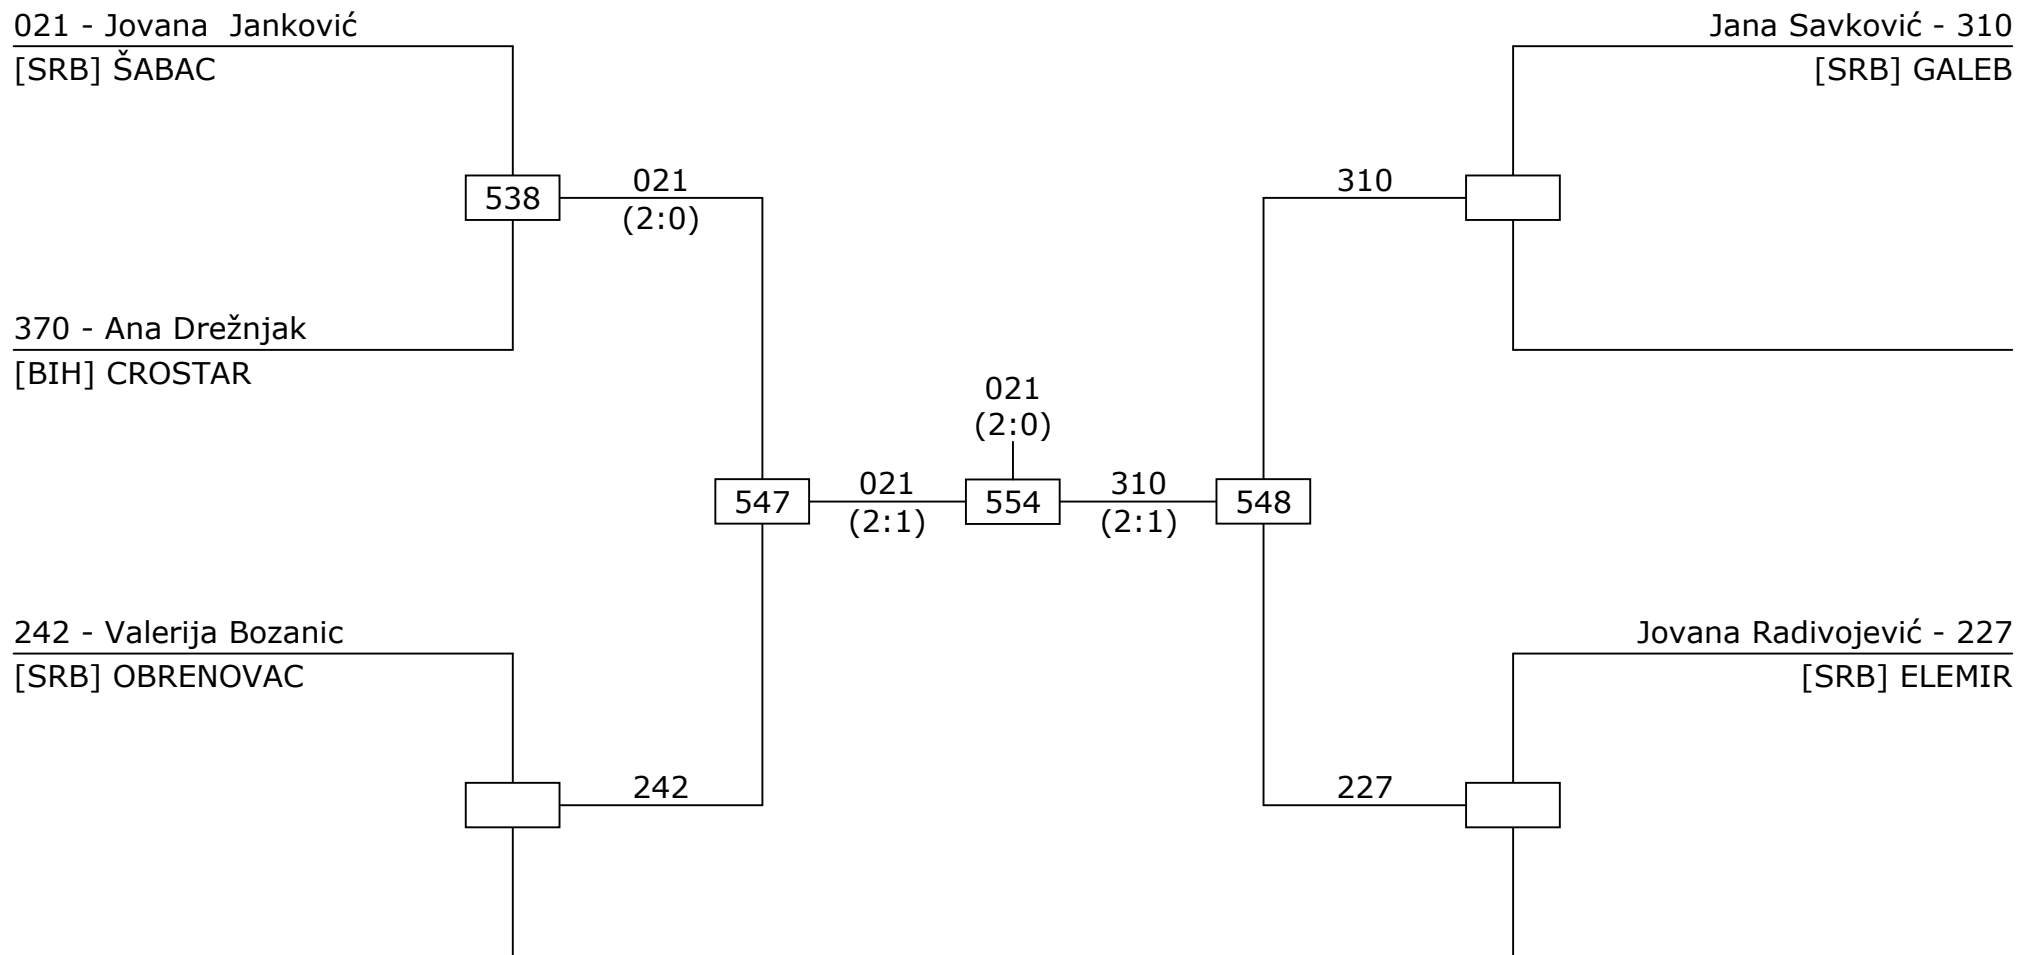 021 - Jovana  Janković
[SRB] ŠABAC
Jana Savković - 310
[SRB] GALEB
538
021
(2:0)
310
370 - Ana Drežnjak
[BIH] CROSTAR
021
(2:0)
547
021
(2:1)
554
310
(2:1)
548
242 - Valerija Bozanic
[SRB] OBRENOVAC
Jovana Radivojević - 227
[SRB] ELEMIR
242
227